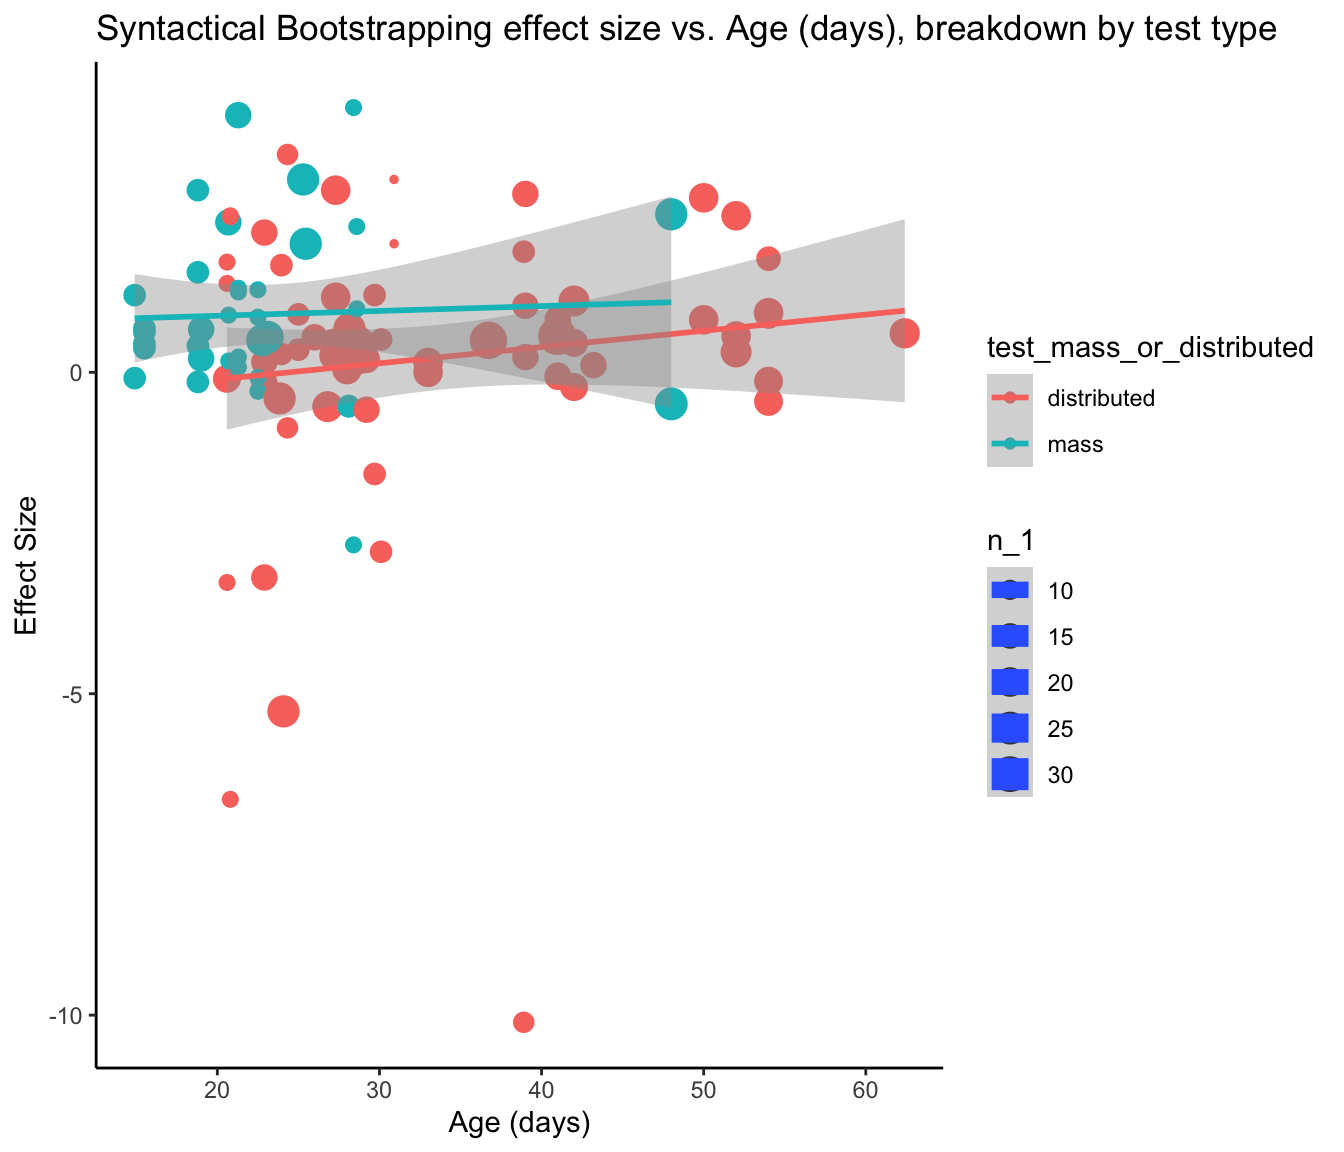 Syntactical Bootstrapping effect size vs. Age (days), breakdown by test type
Effect Size
0
-5
-10
20 30 40 50 60
Age (days)
test_mass_or_distributed
distributed
mass
n_1
10
15
20
25
30